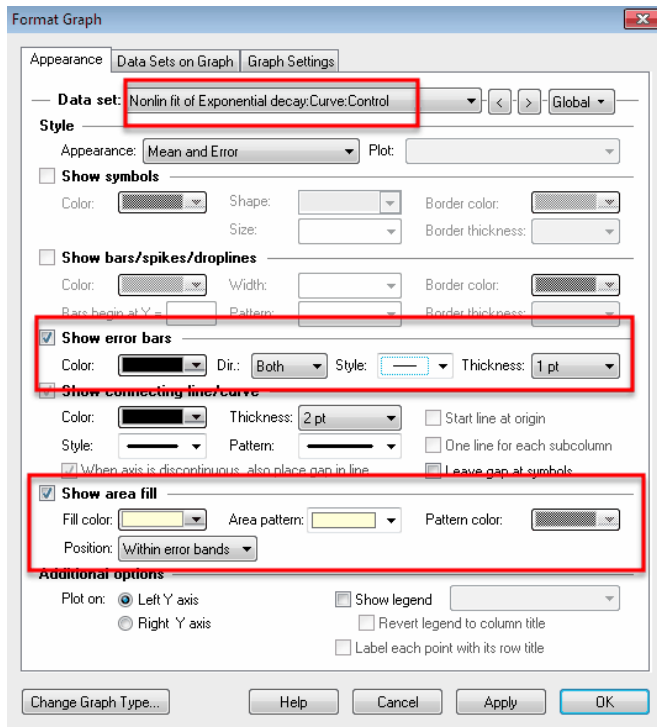 Format Graph
Appearance Data Sets on Graph Graph Settings
Data set: Nonlin fit of Exponential decay:Curve:Control < > Global
Style
Appearance: Mean and Error Plot:
Show symbols
Color: Shape: Border color:
Size: Border thickness:
Show bars/spikes/droplines
Color: Width: Border color:
Bars begin at Y = Pattern: Border thickness:
Show error bars
Color: Dir.: Both Style: Thickness: 1 pt
Show connecting line/curve
Color: Thickness: 2 pt Start line at origin
Style: Pattern: One line for each subcolumn
When axis is discontinuous, also place gap in line Leave gap at symbols
Show area fill
Fill color: Area pattern: Pattern color:
Position: Within error bands
Additional options
Plot on: Left Y axis Show legend
Right Y axis Revert legend to column title
Label each point with its row title
Change Graph Type... Help Cancel Apply OK